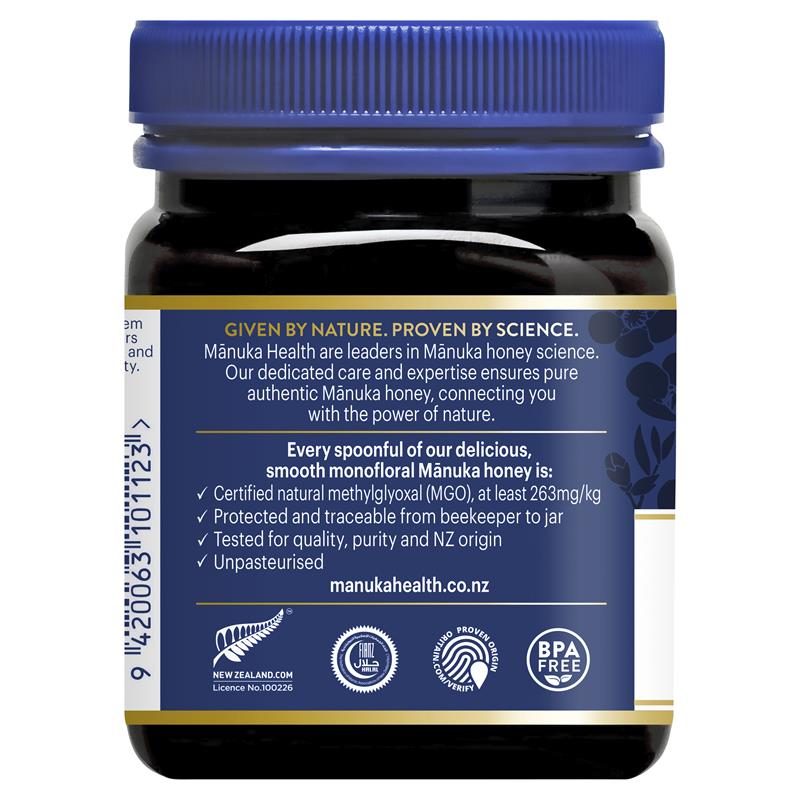 em
rs
and
ty.
9 420063 101123 >
GIVEN BY NATURE. PROVEN BY SCIENCE.
Mānuka Health are leaders in Mānuka honey science.
Our dedicated care and expertise ensures pure
authentic Mānuka honey, connecting you
with the power of nature.
Every spoonful of our delicious,
smooth monofloral Mānuka honey is:
✓ Certified natural methylglyoxal (MGO), at least 263mg/kg
✓ Protected and traceable from beekeeper to jar
✓ Tested for quality, purity and NZ origin
✓ Unpasteurised
manukahealth.co.nz
TM
NEW ZEALAND.COM
Licence No.100226
FIANZ
حلال
HALAL
PROVEN ORIGIN
ORITAIN.COM/VERIFY
BPA
FREE